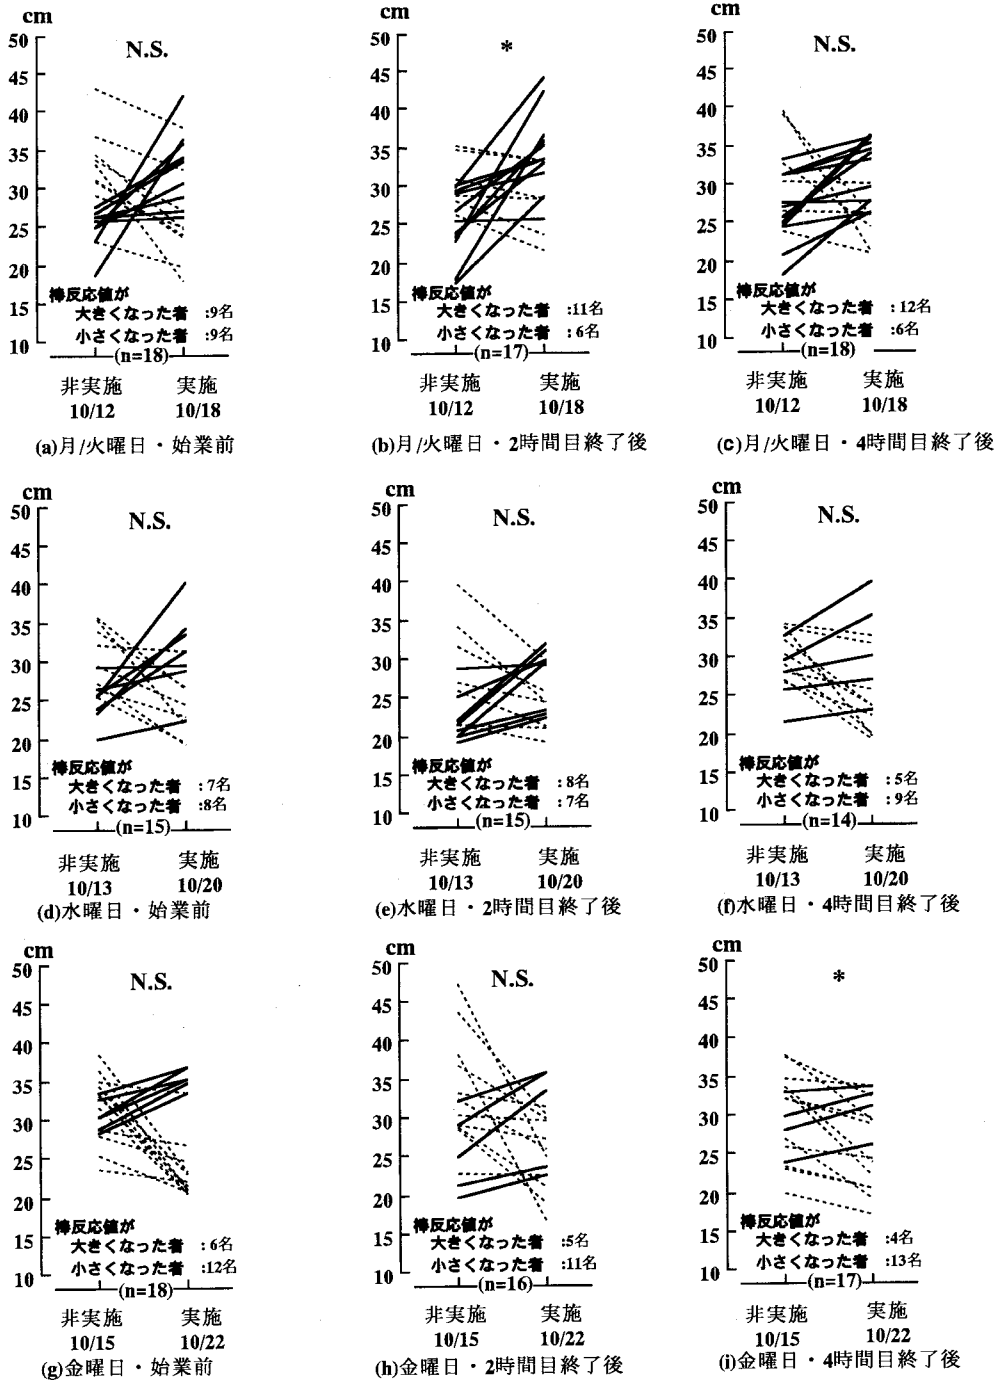 cm
N.S.
50
45
40
35
30
25
20
15
10
棒反応値が
大きくなった者 :9名
小さくなった者 :9名
(n=18)
非実施 実施
10/12 10/18
(a)月/火曜日・始業前
cm
*
50
45
40
35
30
25
20
15
10
棒反応値が
大きくなった者 :11名
小さくなった者 :6名
(n=17)
非実施 実施
10/12 10/18
(b)月/火曜日・2時間目終了後
cm
N.S.
50
45
40
35
30
25
20
15
10
棒反応値が
大きくなった者 :12名
小さくなった者 :6名
(n=18)
非実施 実施
10/12 10/18
(c)月/火曜日・4時間目終了後
cm
N.S.
50
45
40
35
30
25
20
15
10
棒反応値が
大きくなった者 :7名
小さくなった者 :8名
(n=15)
非実施 実施
10/13 10/20
(d)水曜日・始業前
cm
N.S.
50
45
40
35
30
25
20
15
10
棒反応値が
大きくなった者 :8名
小さくなった者 :7名
(n=15)
非実施 実施
10/13 10/20
(e)水曜日・2時間目終了後
cm
N.S.
50
45
40
35
30
25
20
15
10
棒反応値が
大きくなった者 :5名
小さくなった者 :9名
(n=14)
非実施 実施
10/13 10/20
(f)水曜日・4時間目終了後
cm
N.S.
50
45
40
35
30
25
20
15
10
棒反応値が
大きくなった者 :6名
小さくなった者 :12名
(n=18)
非実施 実施
10/15 10/22
(g)金曜日・始業前
cm
N.S.
50
45
40
35
30
25
20
15
10
棒反応値が
大きくなった者 :5名
小さくなった者 :11名
(n=16)
非実施 実施
10/15 10/22
(h)金曜日・2時間目終了後
cm
*
50
45
40
35
30
25
20
15
10
棒反応値が
大きくなった者 :4名
小さくなった者 :13名
(n=17)
非実施 実施
10/15 10/22
(i)金曜日・4時間目終了後